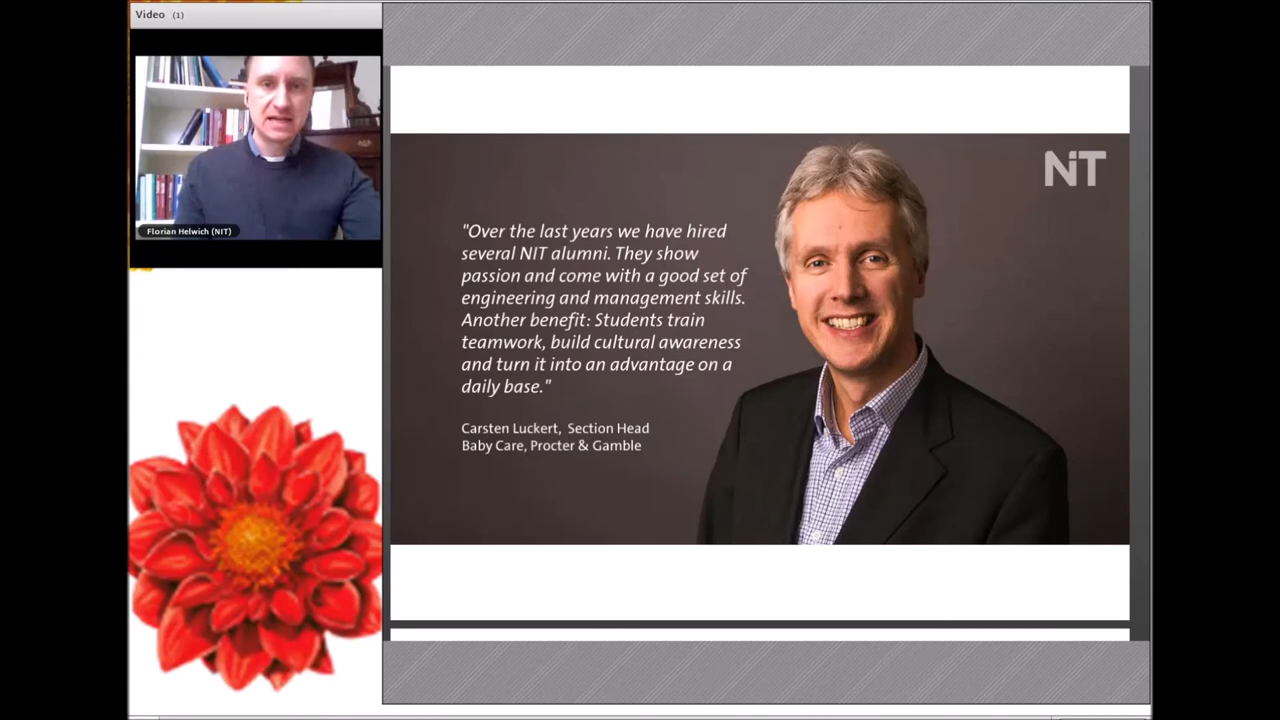 Video (1)
Florian Helwich (NIT)
NiT
"Over the last years we have hired
several NIT alumni. They show
passion and come with a good set of
engineering and management skills.
Another benefit: Students train
teamwork, build cultural awareness
and turn it into an advantage on a
daily base."
Carsten Luckert, Section Head
Baby Care, Procter & Gamble